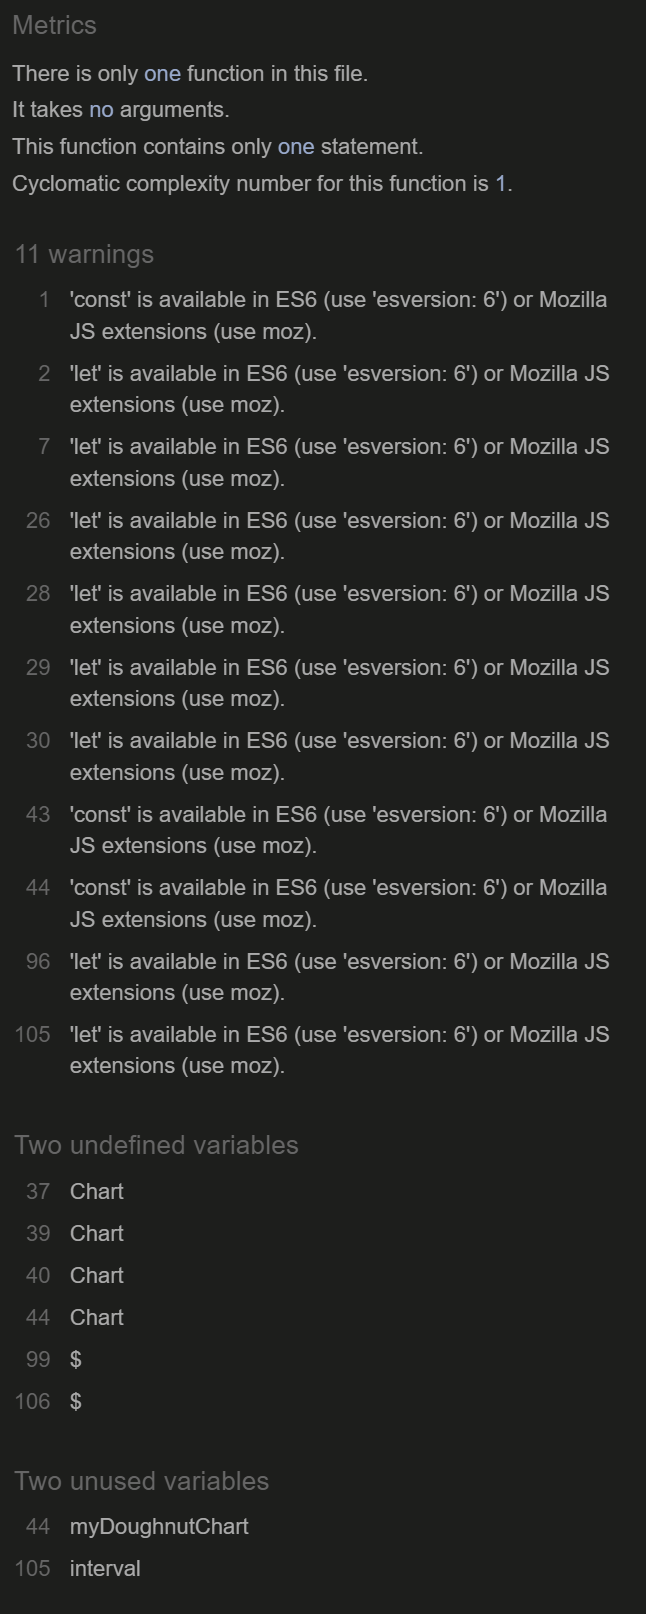 Metrics
There is only one function in this file.
It takes no arguments.
This function contains only one statement.
Cyclomatic complexity number for this function is 1.
11 warnings
1 'const' is available in ES6 (use 'esversion: 6') or Mozilla
JS extensions (use moz).
2 'let' is available in ES6 (use 'esversion: 6') or Mozilla JS
extensions (use moz).
7 'let' is available in ES6 (use 'esversion: 6') or Mozilla JS
extensions (use moz).
26 'let' is available in ES6 (use 'esversion: 6') or Mozilla JS
extensions (use moz).
28 'let' is available in ES6 (use 'esversion: 6') or Mozilla JS
extensions (use moz).
29 'let' is available in ES6 (use 'esversion: 6') or Mozilla JS
extensions (use moz).
30 'let' is available in ES6 (use 'esversion: 6') or Mozilla JS
extensions (use moz).
43 'const' is available in ES6 (use 'esversion: 6') or Mozilla
JS extensions (use moz).
44 'const' is available in ES6 (use 'esversion: 6') or Mozilla
JS extensions (use moz).
96 'let' is available in ES6 (use 'esversion: 6') or Mozilla JS
extensions (use moz).
105 'let' is available in ES6 (use 'esversion: 6') or Mozilla JS
extensions (use moz).
Two undefined variables
37 Chart
39 Chart
40 Chart
44 Chart
99 $
106 $
Two unused variables
44 myDoughnutChart
105 interval